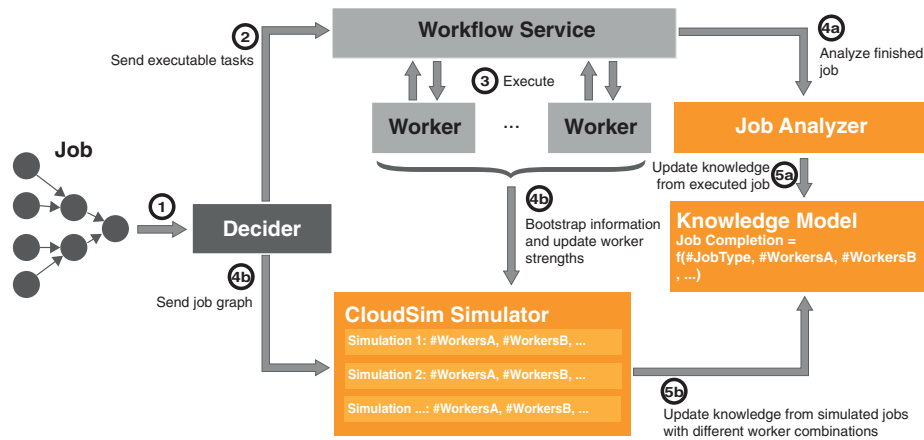 2
Send executable tasks
Workflow Service
4a
Analyze finished
job
3
Execute
Worker
...
Worker
Job Analyzer
Job
1
Decider
Update knowledge
from executed job
5a
4b
Bootstrap information
and update worker
strengths
Knowledge Model
Job Completion =
f(#JobType, #WorkersA, #WorkersB
, ...)
4b
Send job graph
CloudSim Simulator
Simulation 1: #WorkersA, #WorkersB, ...
Simulation 2: #WorkersA, #WorkersB, ...
Simulation ...: #WorkersA, #WorkersB, ...
5b
Update knowledge from simulated jobs
with different worker combinations